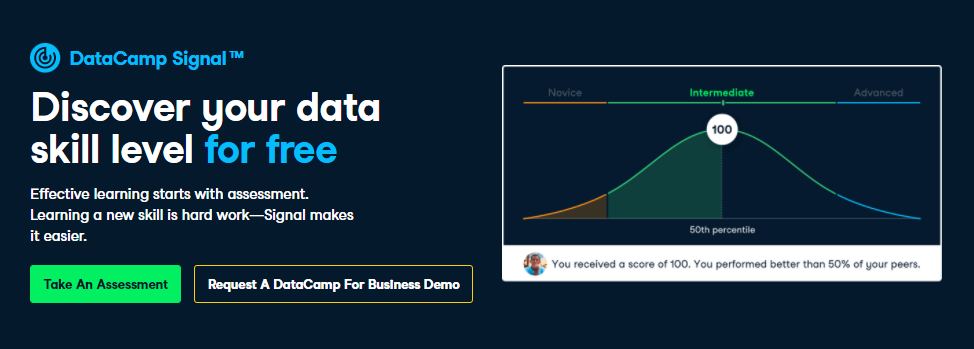 DataCamp Signal™
Discover your data
skill level for free
Effective learning starts with assessment.
Learning a new skill is hard work—Signal makes
it easier.
Take An Assessment
Request A DataCamp For Business Demo
Novice
Intermediate
Advanced
100
50th percentile
You received a score of 100. You performed better than 50% of your peers.